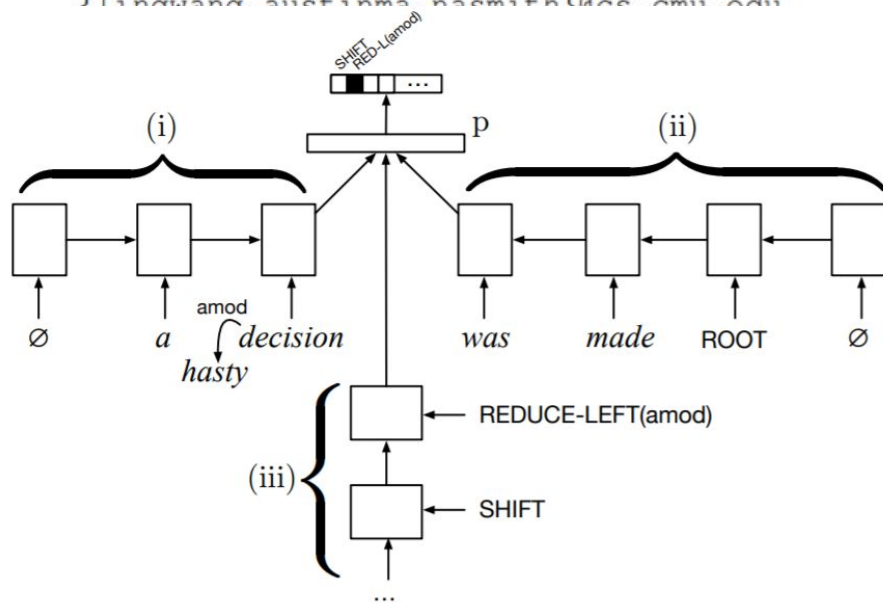 SHIFT
RED-L(amod)
...
p
(i)
(ii)
∅
a
amod
decision
hasty
was
made
ROOT
∅
REDUCE-LEFT(amod)
(iii)
SHIFT
...